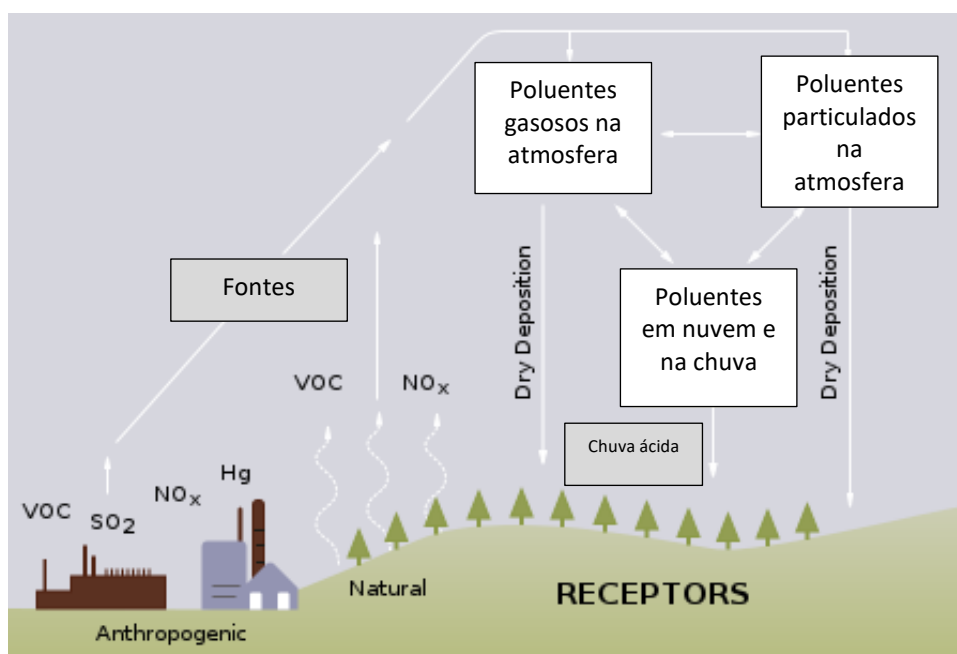 Poluentes
gasosos na
atmosfera
Poluentes
particulados
na
atmosfera
Fontes
Dry Deposition
Poluentes
em nuvem e
na chuva
Dry Deposition
VOC
NOx
Chuva ácida
Hg
NOx
VOC
SO2
Natural
RECEPTORS
Anthropogenic